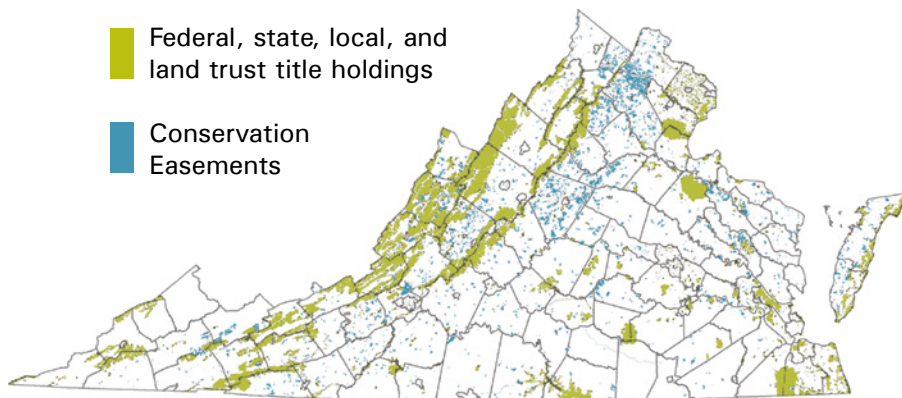 Federal, state, local, and
land trust title holdings
Conservation
Easements